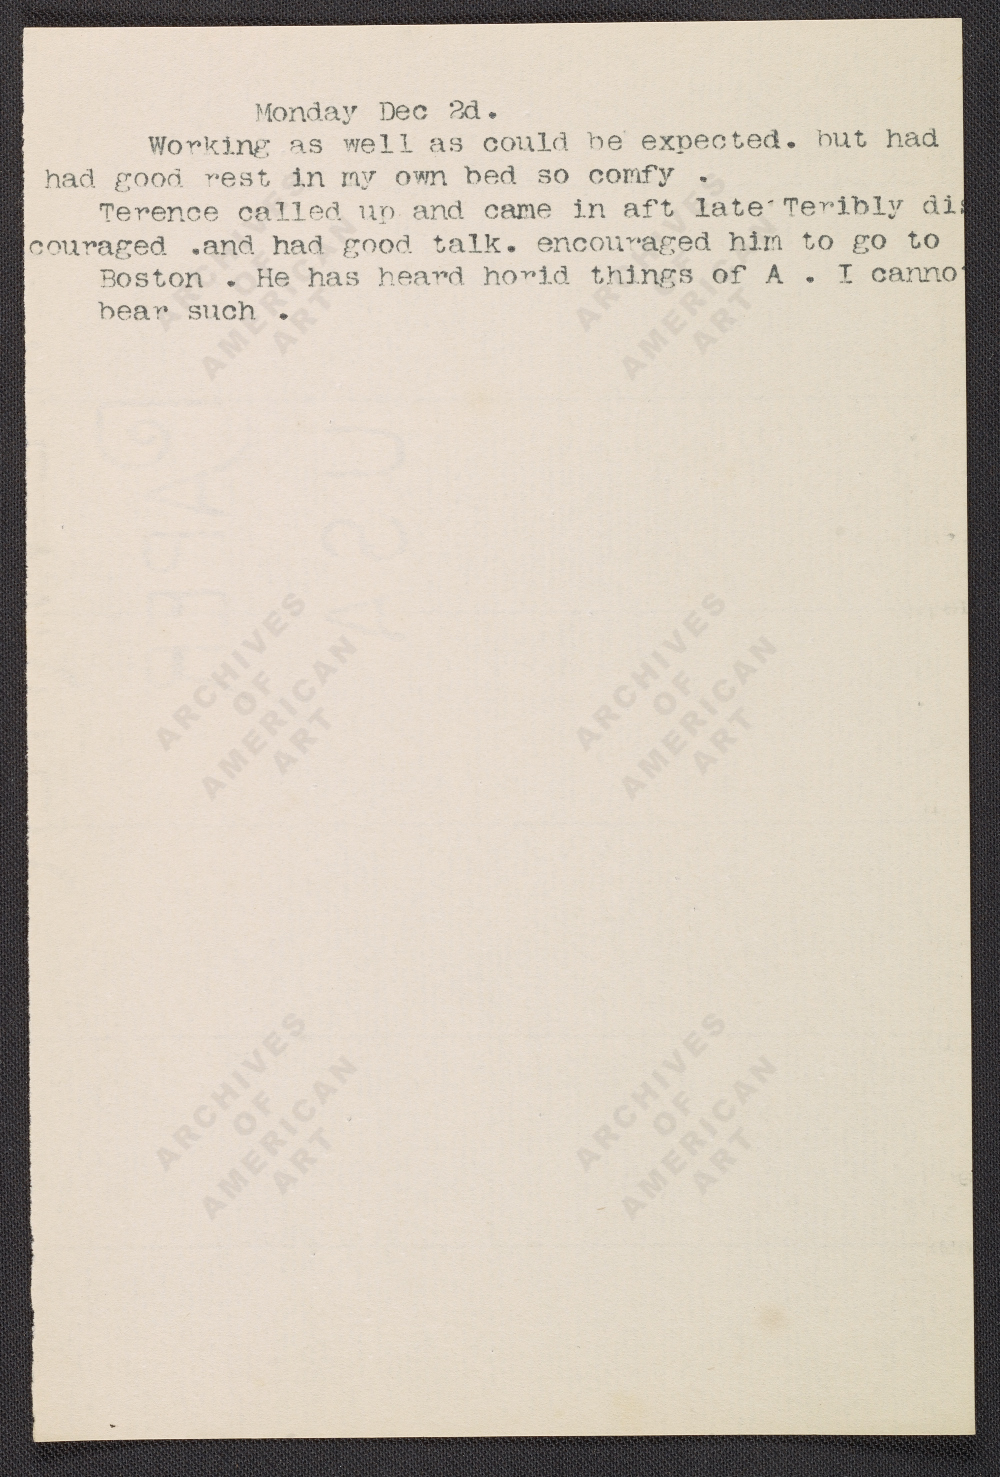 Monday Dec 2d.
Working as well as could be expected. but had
had good rest in my own bed so comfy .
Terence called up and came in aft late Teribly dis
couraged .and had good talk. encouraged him to go to
Boston . He has heard horid things of A . I cannot
bear such .
ARCHIVES
OF
AMERICAN
ART
ARCHIVES
OF
AMERICAN
ART
ARCHIVES
OF
AMERICAN
ART
ARCHIVES
OF
AMERICAN
ART
ARCHIVES
OF
AMERICAN
ART
ARCHIVES
OF
AMERICAN
ART